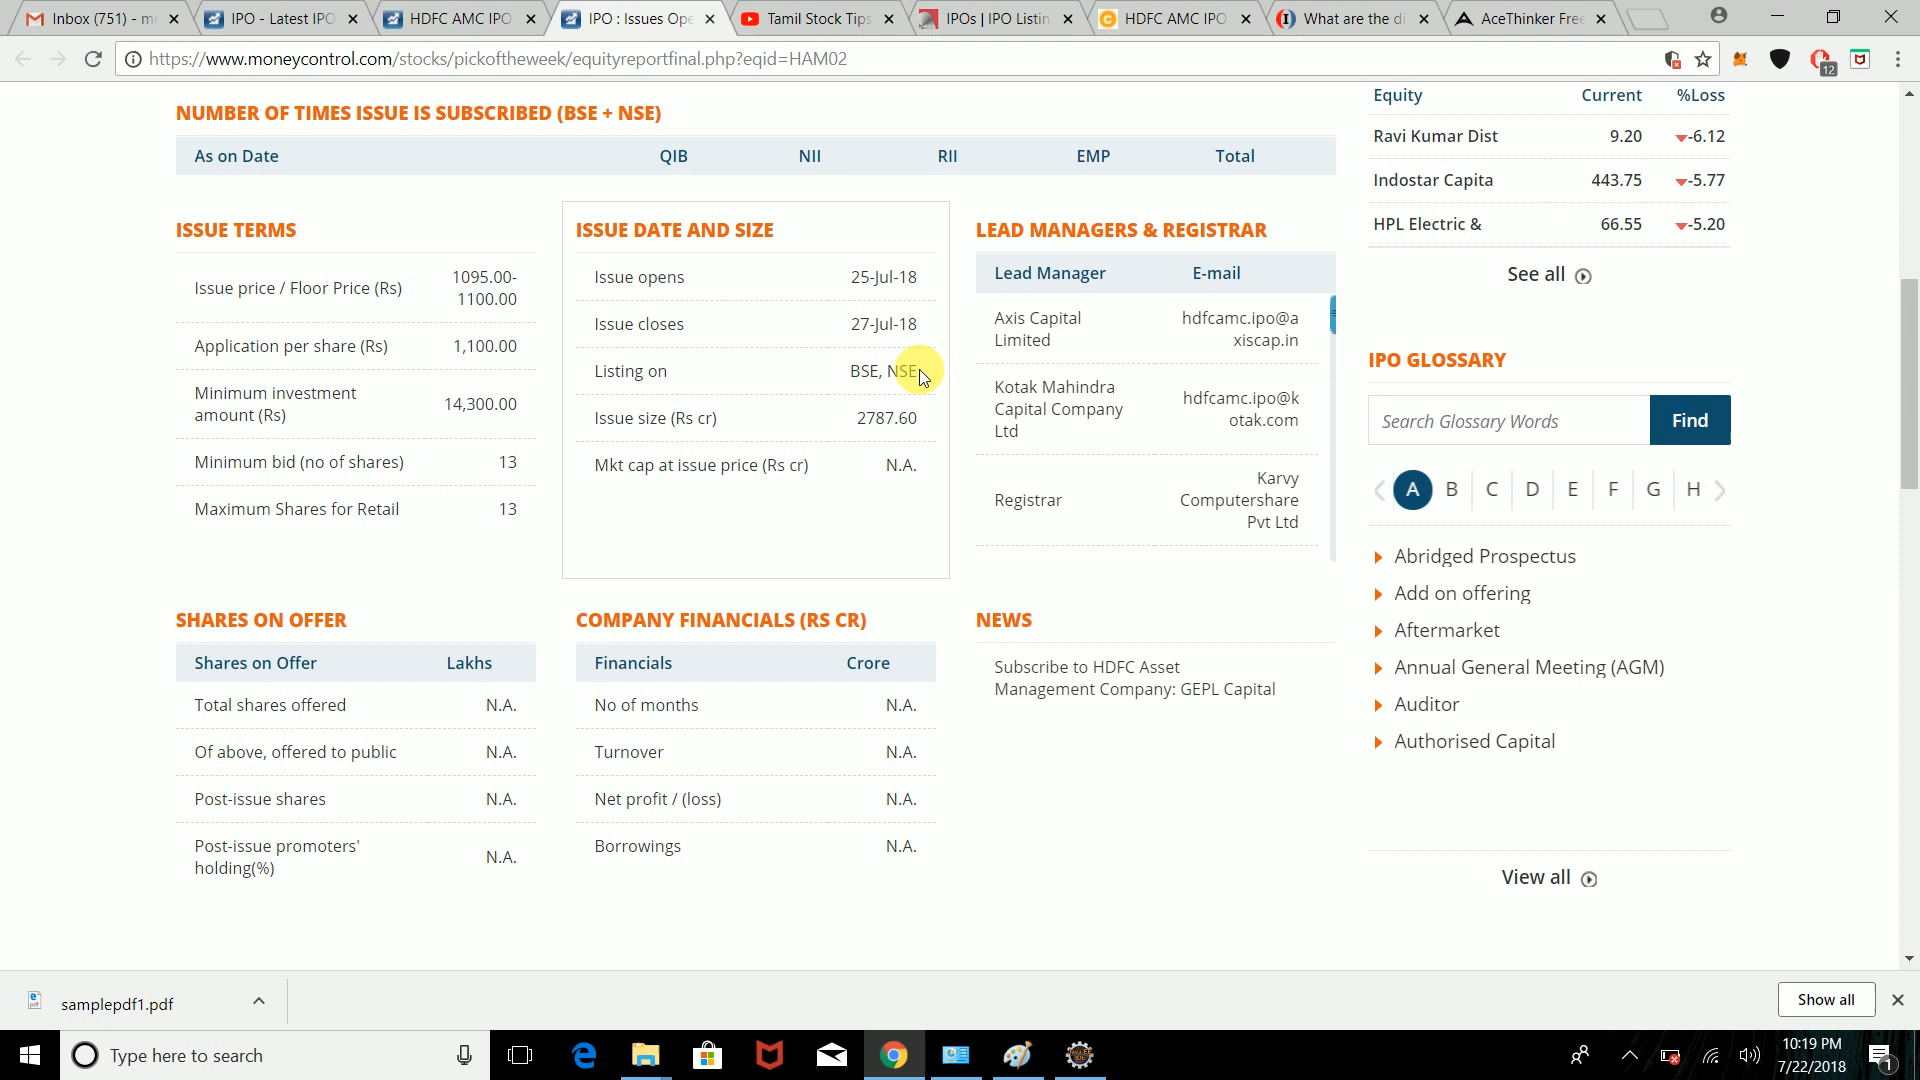 Inbox (751) - m
IPO - Latest IPO
HDFC AMC IPO
IPO : Issues Ope
Tamil Stock Tips
IPOs | IPO Listin
HDFC AMC IPO
What are the di
AceThinker Free
https://www.moneycontrol.com/stocks/pickoftheweek/equityreportfinal.php?eqid=HAM02
12
NUMBER OF TIMES ISSUE IS SUBSCRIBED (BSE + NSE)
As on Date QIB NII RII EMP Total
ISSUE TERMS
Issue price / Floor Price (Rs) 1095.00-
1100.00
Application per share (Rs) 1,100.00
Minimum investment
amount (Rs) 14,300.00
Minimum bid (no of shares) 13
Maximum Shares for Retail 13
ISSUE DATE AND SIZE
Issue opens 25-Jul-18
Issue closes 27-Jul-18
Listing on BSE, NSE
Issue size (Rs cr) 2787.60
Mkt cap at issue price (Rs cr) N.A.
LEAD MANAGERS & REGISTRAR
Lead Manager E-mail
Axis Capital hdfcamc.ipo@a
Limited xiscap.in
Kotak Mahindra
Capital Company
Ltd
hdfcamc.ipo@k
otak.com
Registrar
Karvy
Computershare
Pvt Ltd
SHARES ON OFFER
Shares on Offer Lakhs
Total shares offered N.A.
Of above, offered to public N.A.
Post-issue shares N.A.
Post-issue promoters'
holding(%) N.A.
COMPANY FINANCIALS (RS CR)
Financials Crore
No of months N.A.
Turnover N.A.
Net profit / (loss) N.A.
Borrowings N.A.
NEWS
Subscribe to HDFC Asset
Management Company: GEPL Capital
Equity Current %Loss
Ravi Kumar Dist 9.20 -6.12
Indostar Capita 443.75 -5.77
HPL Electric & 66.55 -5.20
See all
IPO GLOSSARY
Search Glossary Words Find
A B C D E F G H
Abridged Prospectus
Add on offering
Aftermarket
Annual General Meeting (AGM)
Auditor
Authorised Capital
View all
samplepdf1.pdf
Show all
Type here to search
10:19 PM
7/22/2018
1